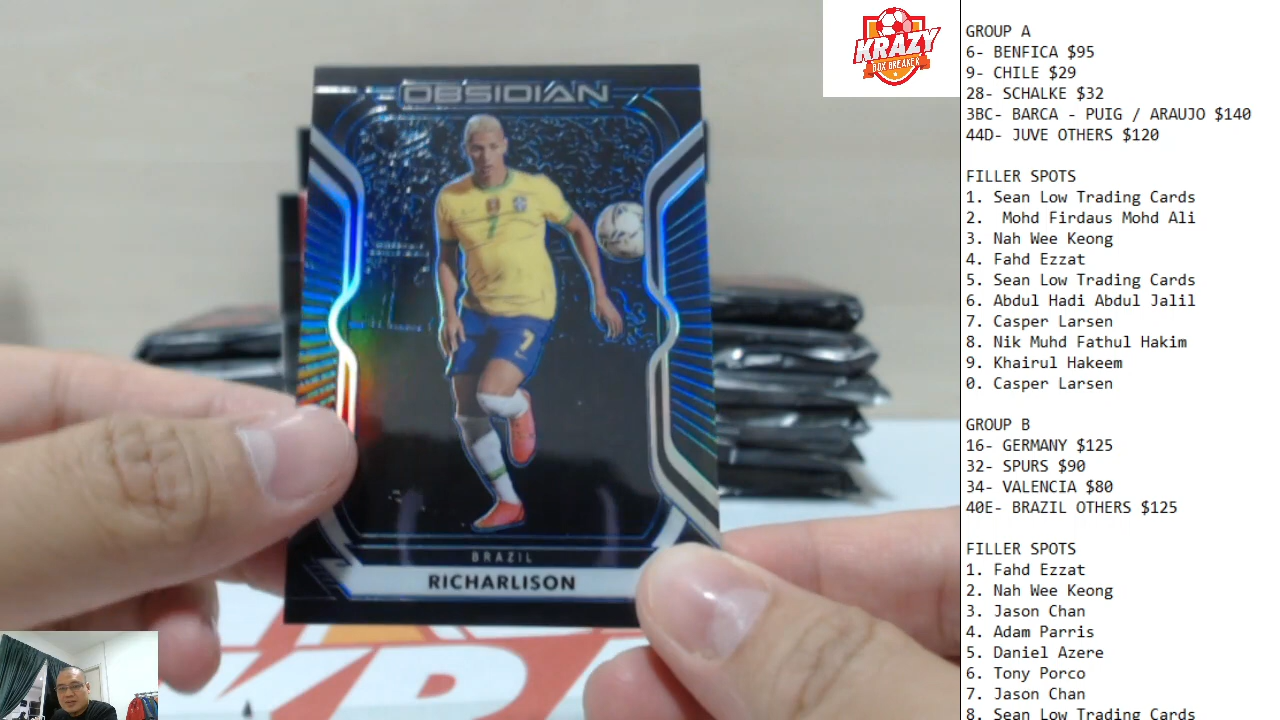 OBSIDIAN
7
7
BRAZIL
RICHARLISON
KRAZY
BOX BREAKER
GROUP A
6- BENFICA $95
9- CHILE $29
28- SCHALKE $32
3BC- BARCA - PUIG / ARAUJO $140
44D- JUVE OTHERS $120
FILLER SPOTS
1. Sean Low Trading Cards
2.  Mohd Firdaus Mohd Ali
3. Nah Wee Keong
4. Fahd Ezzat
5. Sean Low Trading Cards
6. Abdul Hadi Abdul Jalil
7. Casper Larsen
8. Nik Muhd Fathul Hakim
9. Khairul Hakeem
0. Casper Larsen
GROUP B
16- GERMANY $125
32- SPURS $90
34- VALENCIA $80
40E- BRAZIL OTHERS $125
FILLER SPOTS
1. Fahd Ezzat
2. Nah Wee Keong
3. Jason Chan
4. Adam Parris
5. Daniel Azere
6. Tony Porco
7. Jason Chan
8. Sean Low Trading Cards